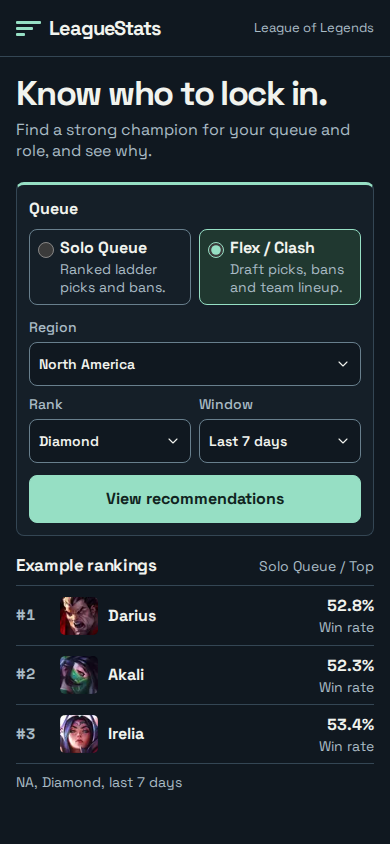 LeagueStats
League of Legends
Know who to lock in.
Find a strong champion for your queue and
role, and see why.
Queue
Solo Queue
Ranked ladder
picks and bans.
Flex / Clash
Draft picks, bans
and team lineup.
Region
North America
Rank
Window
Diamond
Last 7 days
View recommendations
Example rankings
Solo Queue / Top
#1
Darius
52.8%
Win rate
#2
Akali
52.3%
Win rate
#3
Irelia
53.4%
Win rate
NA, Diamond, last 7 days